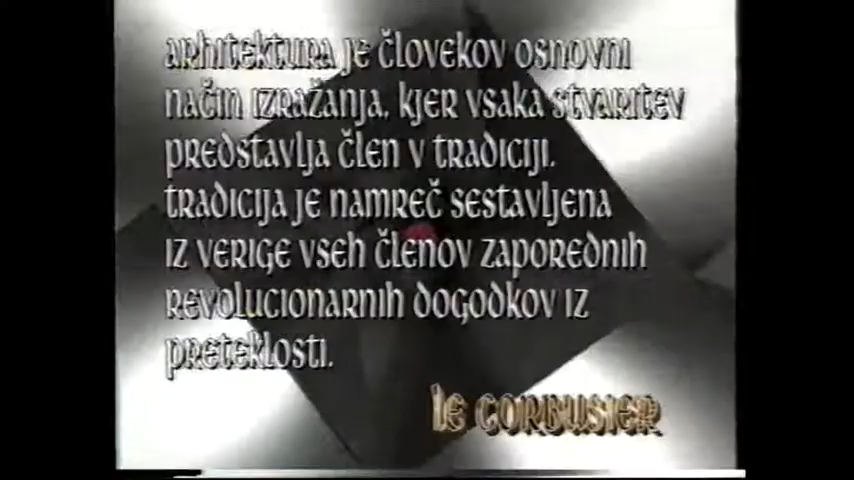 arhitektura je človekov osnovni
način izražanja, kjer vsaka stvaritev
predstavlja člen v tradiciji.
tradicija je namreč sestavljena
iz verige vseh členov zaporednih
revolucionarnih dogodkov iz
preteklosti.
le corbusier